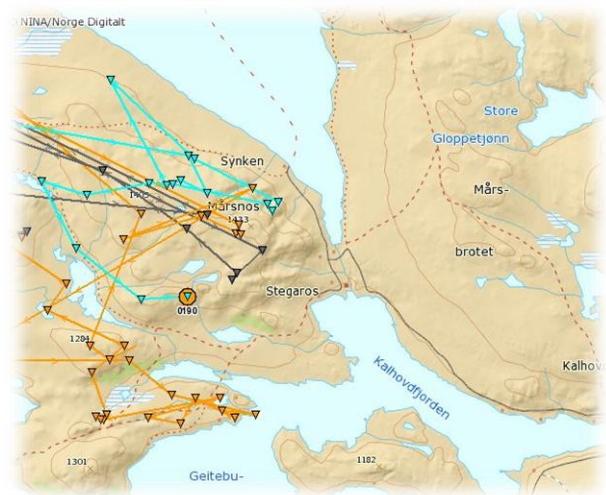 NINA/Norge Digitalt
Store
Gloppetjønn
Synken
Mårs-
Mårsnos
1433
brotet
Stegaros
0190
1284
Kalhovdfjorden
Kalhov
1301
1182
Geitebu-